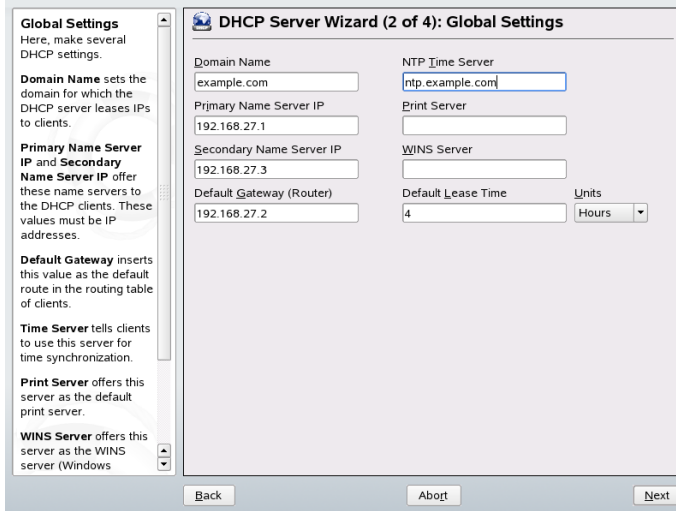 Global Settings
Here, make several
DHCP settings.
Domain Name sets the
domain for which the
DHCP server leases IPs
to clients.
Primary Name Server
IP and Secondary
Name Server IP offer
these name servers to
the DHCP clients. These
values must be IP
addresses.
Default Gateway inserts
this value as the default
route in the routing table
of clients.
Time Server tells clients
to use this server for
time synchronization.
Print Server offers this
server as the default
print server.
WINS Server offers this
server as the WINS
server (Windows
DHCP Server Wizard (2 of 4): Global Settings
Domain Name
example.com
Primary Name Server IP
192.168.27.1
Secondary Name Server IP
192.168.27.3
Default Gateway (Router)
192.168.27.2
NTP Time Server
ntp.example.com
Print Server
WINS Server
Default Lease Time
4
Units
Hours
Back
Abort
Next